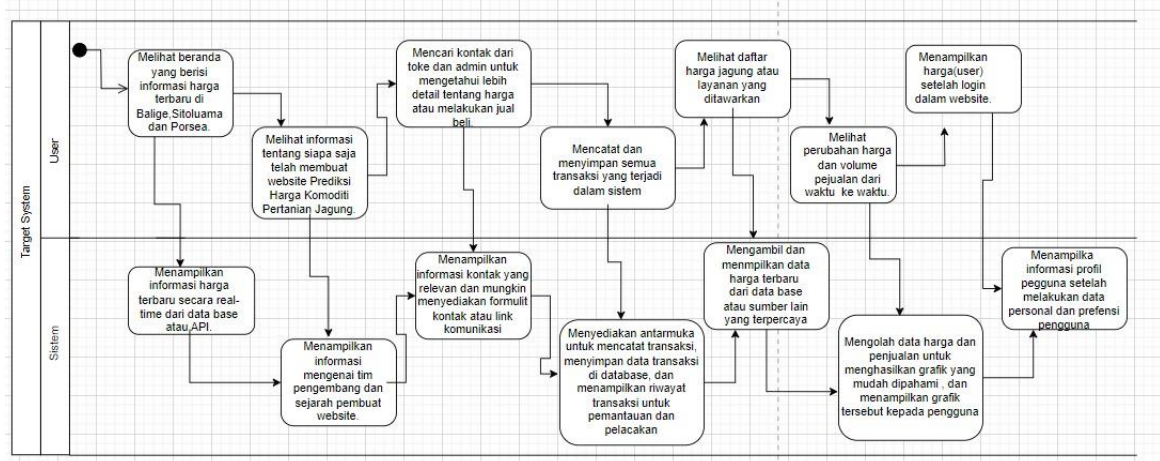 Target System
User
Sistem
Melihat beranda
yang berisi
informasi harga
terbaru di
Balige,Sitoluama
dan Porsea.
Melihat informasi
tentang siapa saja
telah membuat
website Prediksi
Harga Komoditi
Pertanian Jagung.
Mencari kontak dari
toke dan admin untuk
mengetahui lebih
detail tentang harga
atau melakukan jual
beli.
Mencatat dan
menyimpan semua
transaksi yang terjadi
dalam sistem
Melihat daftar
harga jagung atau
layanan yang
ditawarkan
Melihat
perubahan harga
dan volume
pejualan dari
waktu ke waktu.
Menampilkan
harga(user)
setelah login
dalam website.
Menampilkan
informasi harga
terbaru secara real-
time dari data base
atau API.
Menampilkan
informasi
mengenai tim
pengembang dan
sejarah pembuat
website.
Menampilkan
informasi kontak yang
relevan dan mungkin
menyediakan formulit
kontak atau link
komunikasi
Menyediakan antarmuka
untuk mencatat transaksi,
menyimpan data transaksi
di database, dan
menampilkan riwayat
transaksi untuk
pemantauan dan
pelacakan
Mengambil dan
menmpilkan data
harga terbaru
dari data base
atau sumber lain
yang terpercaya
Mengolah data harga dan
penjualan untuk
menghasilkan grafik yang
mudah dipahami , dan
menampilkan grafik
tersebut kepada pengguna
Menampilka
informasi profil
pegguna setelah
melakukan data
personal dan prefensi
pengguna